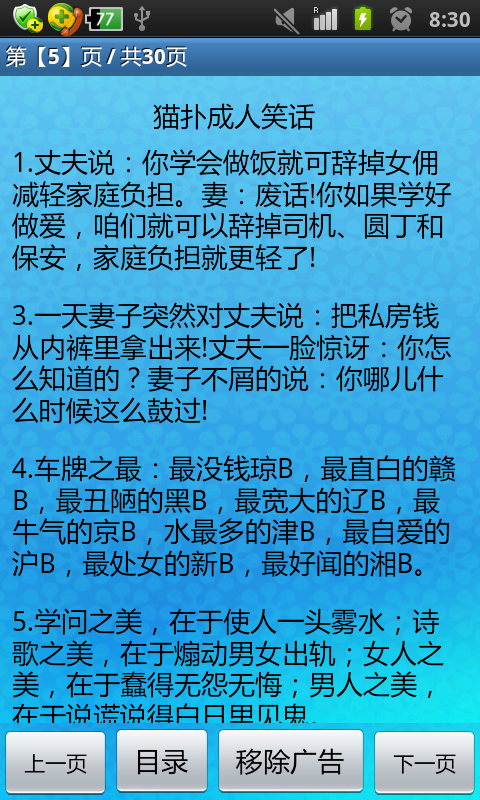 77
R
8:30
第【5】页 / 共30页
猫扑成人笑话
1.丈夫说：你学会做饭就可辞掉女佣
减轻家庭负担。妻：废话!你如果学好
做爱，咱们就可以辞掉司机、圆丁和
保安，家庭负担就更轻了!
3.一天妻子突然对丈夫说：把私房钱
从内裤里拿出来!丈夫一脸惊讶：你怎
么知道的？妻子不屑的说：你哪儿什
么时候这么鼓过!
4.车牌之最：最没钱琼B，最直白的赣
B，最丑陋的黑B，最宽大的辽B，最
牛气的京B，水最多的津B，最自爱的
沪B，最处女的新B，最好闻的湘B。
5.学问之美，在于使人一头雾水；诗
歌之美，在于煽动男女出轨；女人之
美，在于蠢得无怨无悔；男人之美，
在于说谎说得白日里见鬼。
上一页
目录
移除广告
下一页